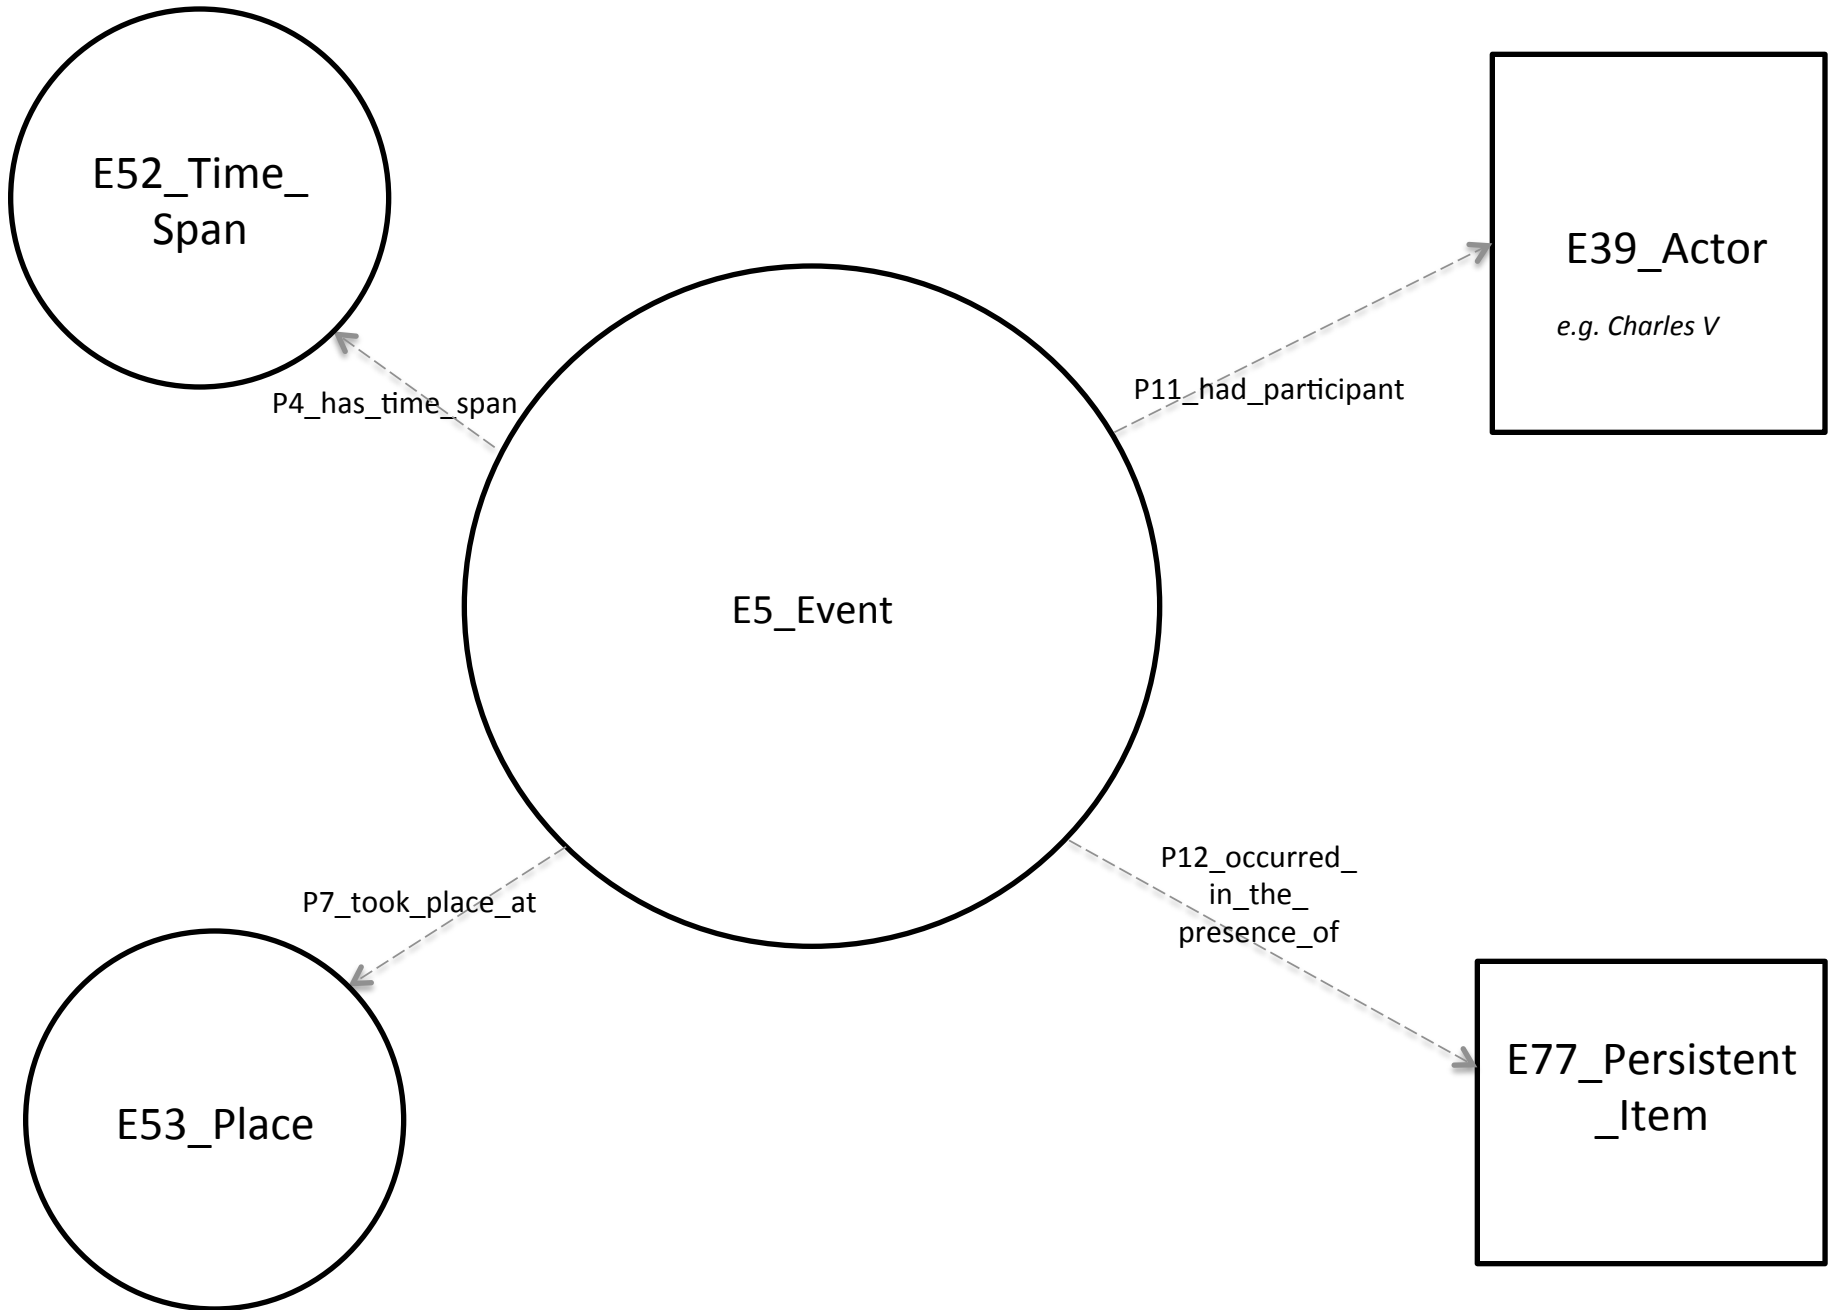 E52_Time_
Span
E39_Actor
e.g. Charles V
P4_has_time_span
P11_had_participant
E5_Event
P7_took_place_at
P12_occurred_
in_the_
presence_of
E53_Place
E77_Persistent
_Item